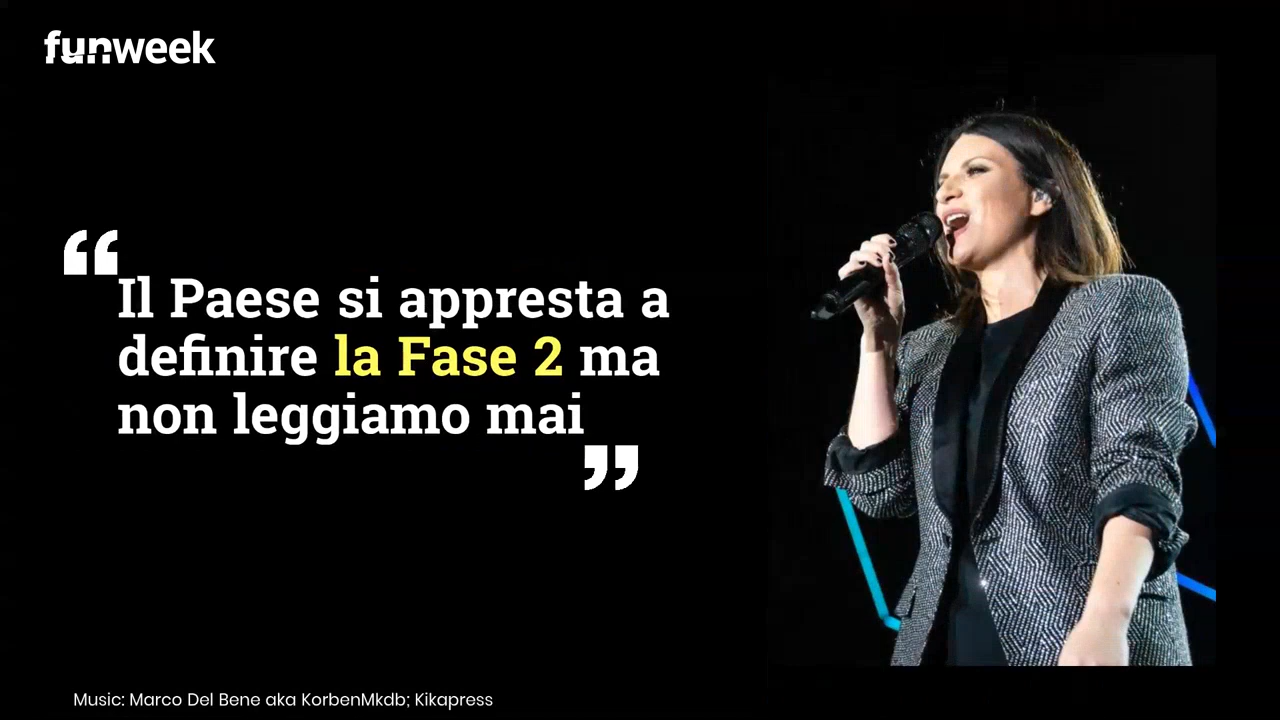 funweek
“
Il Paese si appresta a
definire la Fase 2 ma
non leggiamo mai
”
Music: Marco Del Bene aka KorbenMkdb; Kikapress